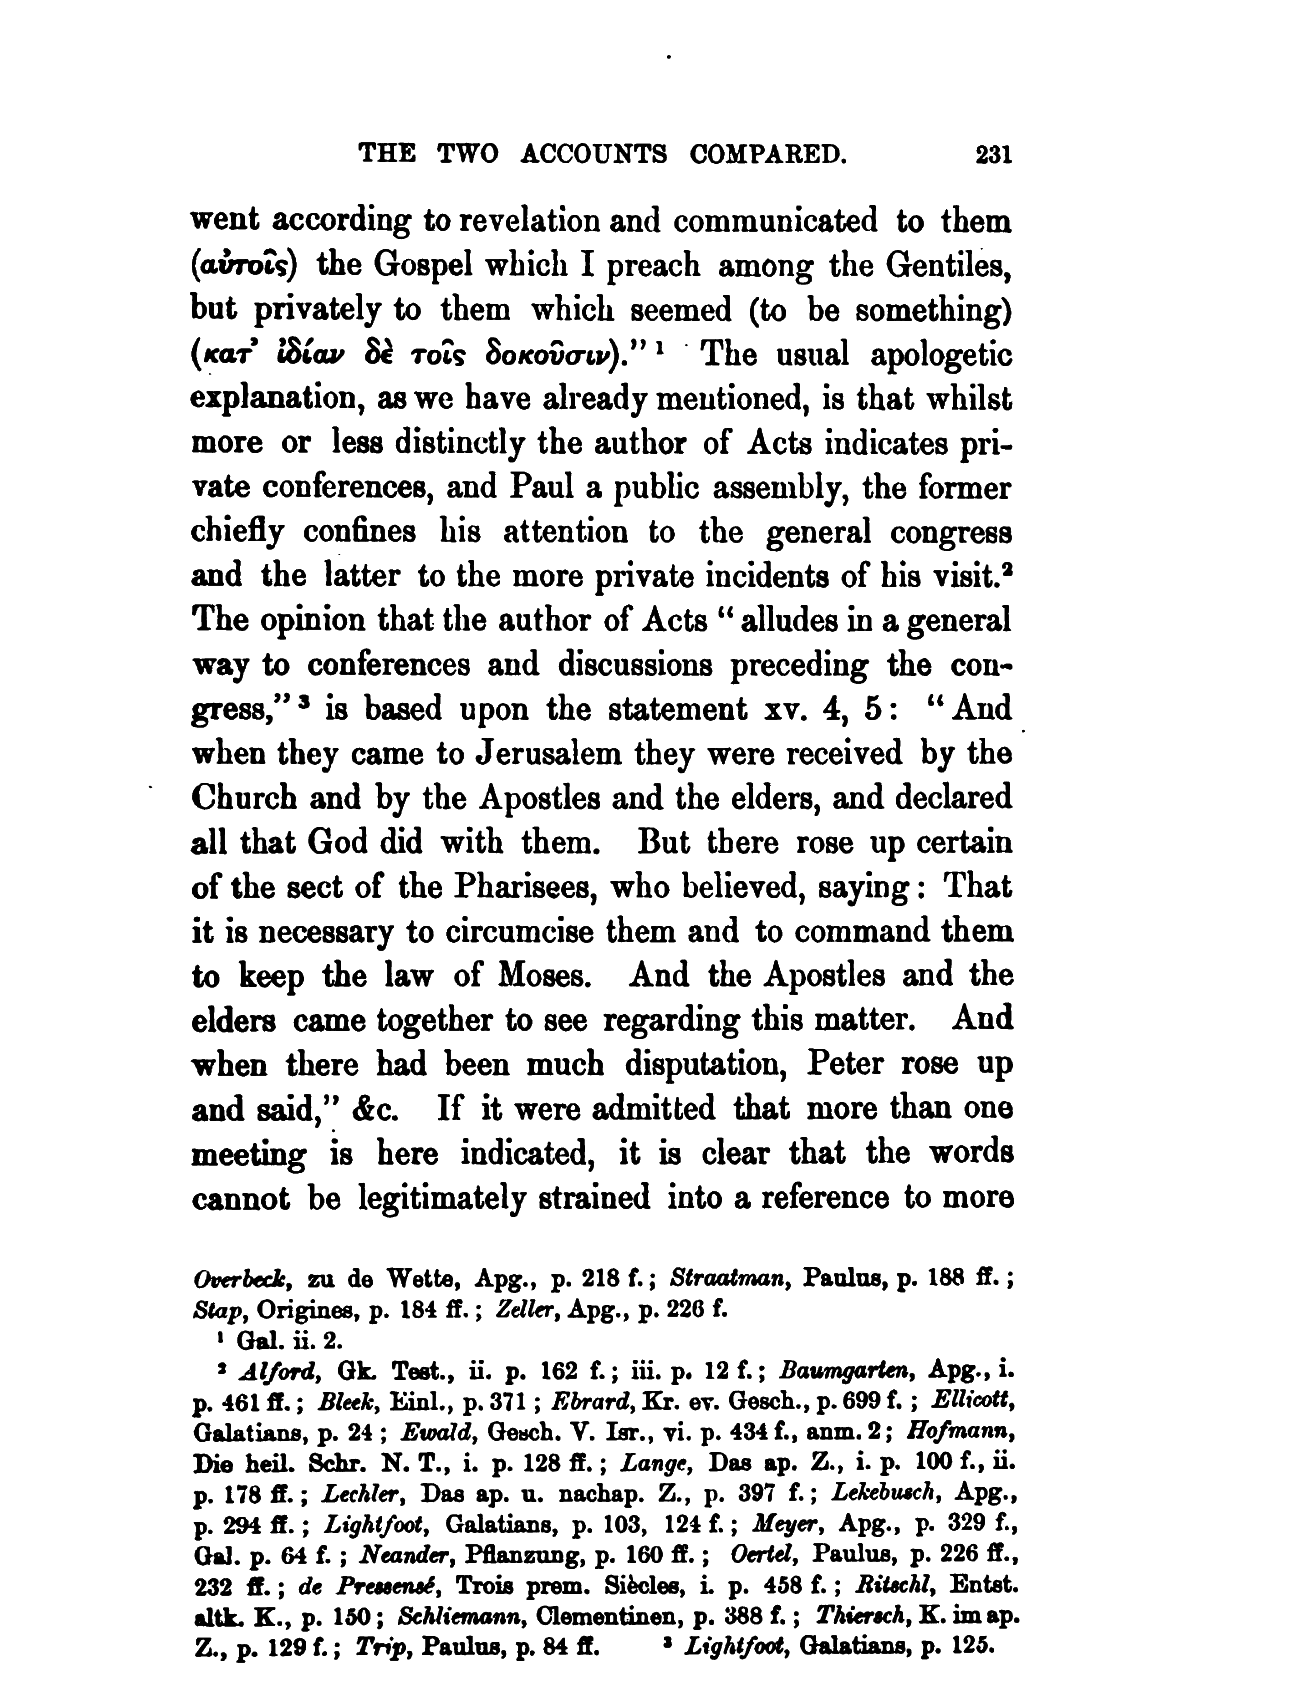 THE TWO ACCOUNTS COMPARED. 231
went according to revelation and communicated to them
(αὐτοῖς) the Gospel which I preach among the Gentiles,
but privately to them which seemed (to be something)
(κατ’ ἰδίαν δὲ τοῖς δοκοῦσιν).” ¹ The usual apologetic
explanation, as we have already mentioned, is that whilst
more or less distinctly the author of Acts indicates pri-
vate conferences, and Paul a public assembly, the former
chiefly confines his attention to the general congress
and the latter to the more private incidents of his visit.²
The opinion that the author of Acts “ alludes in a general
way to conferences and discussions preceding the con-
gress,” ³ is based upon the statement xv. 4, 5 : “ And
when they came to Jerusalem they were received by the
Church and by the Apostles and the elders, and declared
all that God did with them. But there rose up certain
of the sect of the Pharisees, who believed, saying : That
it is necessary to circumcise them and to command them
to keep the law of Moses. And the Apostles and the
elders came together to see regarding this matter. And
when there had been much disputation, Peter rose up
and said,” &c. If it were admitted that more than one
meeting is here indicated, it is clear that the words
cannot be legitimately strained into a reference to more
Overbeck, zu de Wette, Apg., p. 218 f. ; Straatman, Paulus, p. 188 ff. ;
Stap, Origines, p. 184 ff. ; Zeller, Apg., p. 226 f.
¹ Gal. ii. 2.
² Alford, Gk. Test., ii. p. 162 f. ; iii. p. 12 f. ; Baumgarten, Apg., i.
p. 461 ff. ; Bleek, Einl., p. 371 ; Ebrard, Kr. ev. Gesch., p. 699 f. ; Ellicott,
Galatians, p. 24 ; Ewald, Gesch. V. Isr., vi. p. 434 f., anm. 2 ; Hofmann,
Die heil. Schr. N. T., i. p. 128 ff. ; Lange, Das ap. Z., i. p. 100 f., ii.
p. 178 ff. ; Lechler, Das ap. u. nachap. Z., p. 397 f. ; Lekebusch, Apg.,
p. 294 ff. ; Lightfoot, Galatians, p. 103, 124 f. ; Meyer, Apg., p. 329 f.,
Gal. p. 64 f. ; Neander, Pflanzung, p. 160 ff. ; Oertel, Paulus, p. 226 ff.,
232 ff. ; de Pressensé, Trois prem. Siècles, i. p. 458 f. ; Ritschl, Entst.
altk. K., p. 150 ; Schliemann, Clementinen, p. 388 f. ; Thiersch, K. im ap.
Z., p. 129 f. ; Trip, Paulus, p. 84 ff. ³ Lightfoot, Galatians, p. 125.